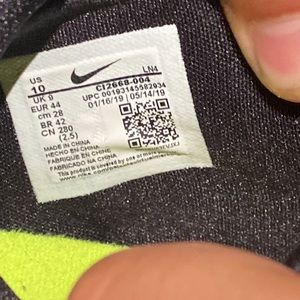 US 10
UK 9
EUR 44
cm 28
BR 42
CN 280
(2.5)
LN4
CI2668-004
UPC 00193145582934
01/16/19 05/14/19
MADE IN CHINA
HECHO EN CHINA
FABRIQUE EN CHINE
FABRICADO NA CHINA